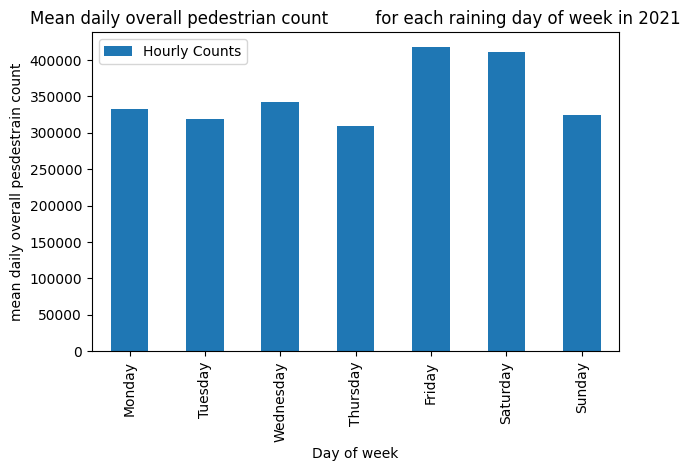 Mean daily overall pedestrian count         for each raining day of week in 2021
Hourly Counts
mean daily overall pesdestrain count
400000
350000
300000
250000
200000
150000
100000
50000
0
Monday
Tuesday
Wednesday
Thursday
Friday
Saturday
Sunday
Day of week